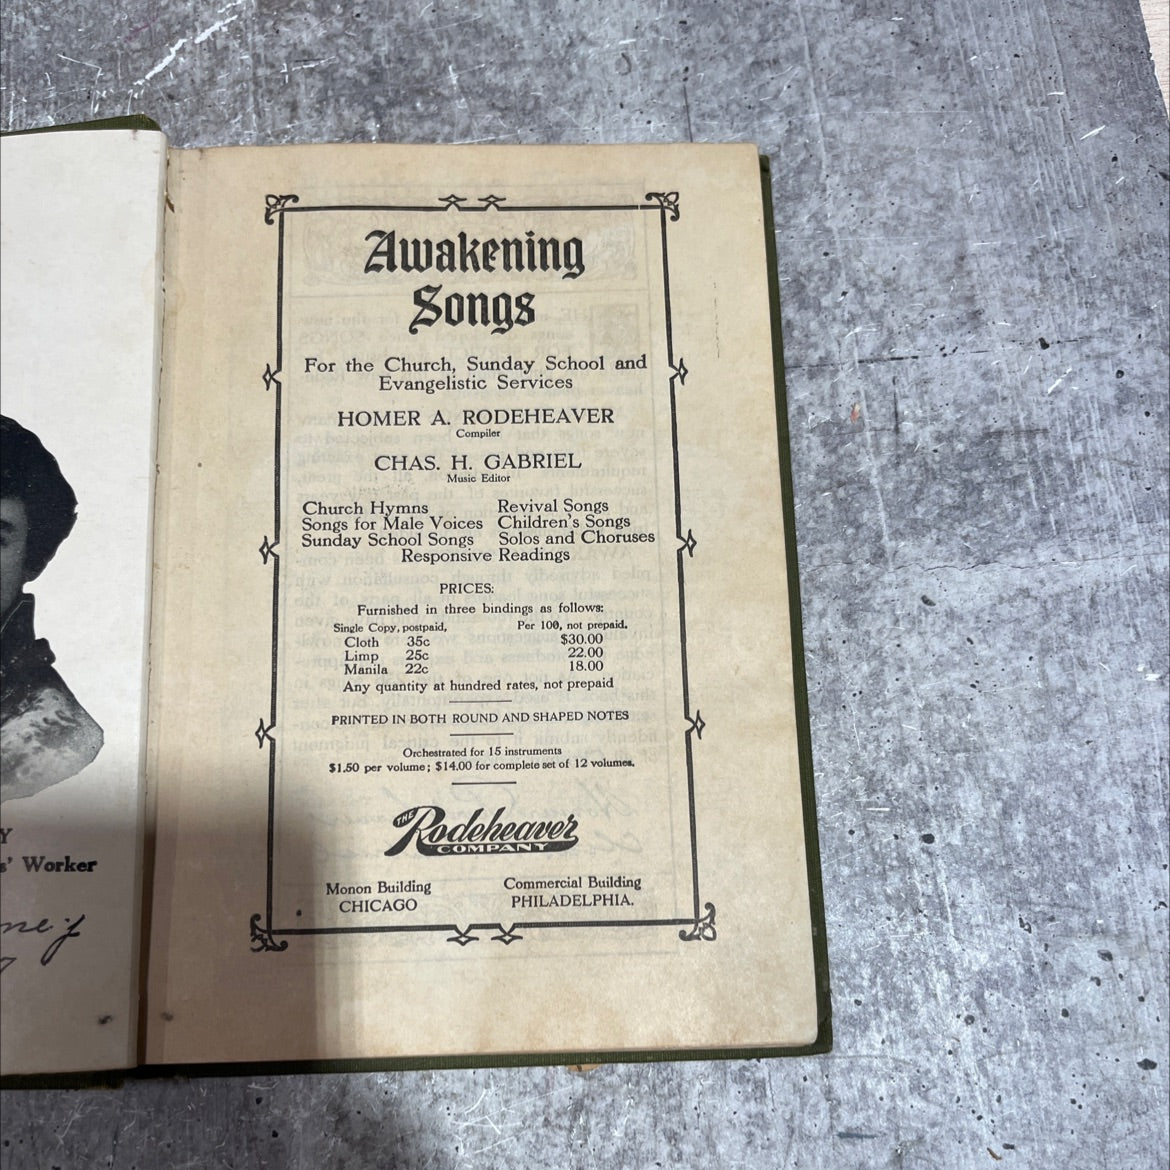 Awakening
Songs
For the Church, Sunday School and
Evangelistic Services
HOMER A. RODEHEAVER
Compiler
CHAS. H. GABRIEL
Music Editor
Church Hymns Revival Songs
Songs for Male Voices Children's Songs
Sunday School Songs Solos and Choruses
Responsive Readings
PRICES:
Furnished in three bindings as follows:
Single Copy, postpaid, Per 100, not prepaid.
Cloth 35c $30.00
Limp 25c 22.00
Manila 22c 18.00
Any quantity at hundred rates, not prepaid
PRINTED IN BOTH ROUND AND SHAPED NOTES
Orchestrated for 15 instruments
$1.50 per volume; $14.00 for complete set of 12 volumes.
THE Rodeheaver
COMPANY
Monon Building Commercial Building
CHICAGO PHILADELPHIA.
Y
s' Worker